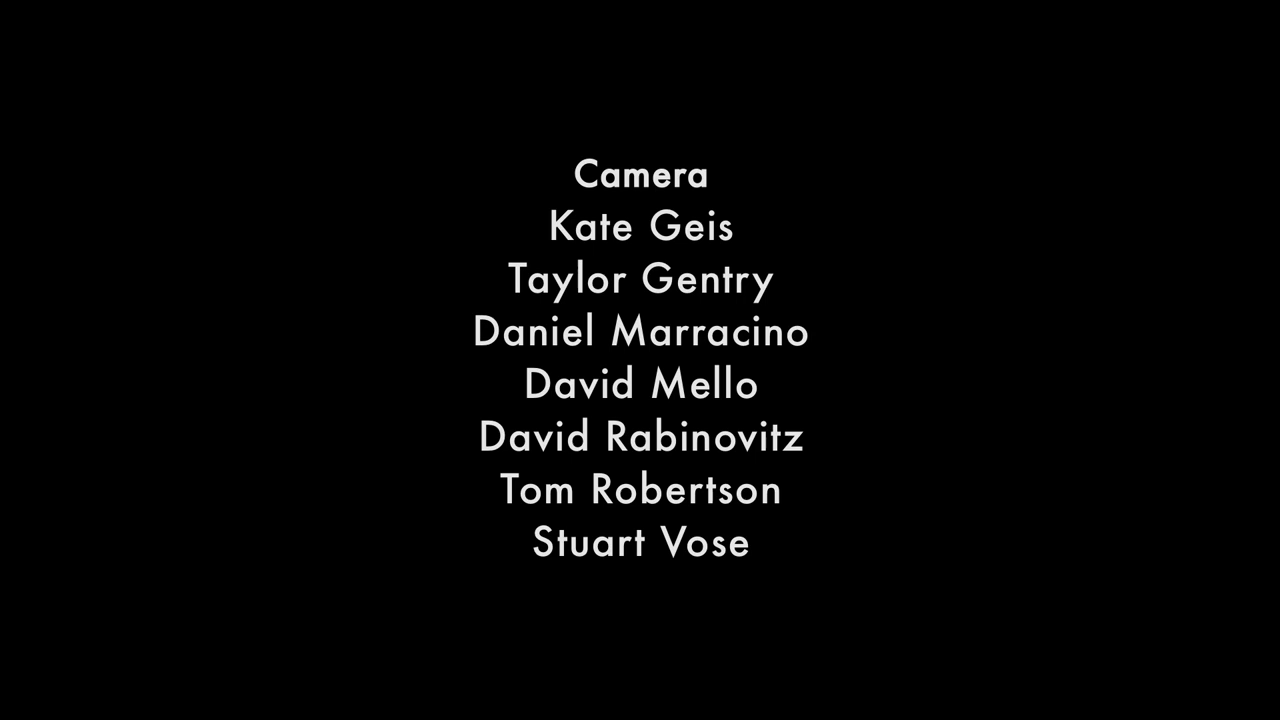 Camera
Kate Geis
Taylor Gentry
Daniel Marracino
David Mello
David Rabinovitz
Tom Robertson
Stuart Vose